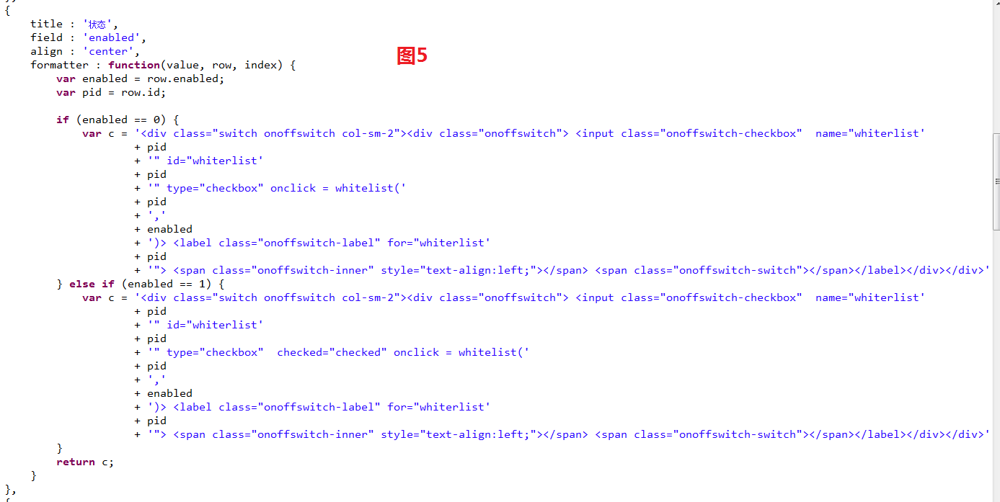 {
title : '状态',
field : 'enabled',
align : 'center',
图5
formatter : function(value, row, index) {
var enabled = row.enabled;
var pid = row.id;
if (enabled == 0) {
var c = '<div class="switch onoffswitch col-sm-2"><div class="onoffswitch"> <input class="onoffswitch-checkbox"  name="whiterlist'
+ pid
+ '" id="whiterlist'
+ pid
+ '" type="checkbox" onclick = whitelist('
+ pid
+ ','
+ enabled
+ ')> <label class="onoffswitch-label" for="whiterlist'
+ pid
+ '"> <span class="onoffswitch-inner" style="text-align:left;"></span> <span class="onoffswitch-switch"></span></label></div></div>'
} else if (enabled == 1) {
var c = '<div class="switch onoffswitch col-sm-2"><div class="onoffswitch"> <input class="onoffswitch-checkbox"  name="whiterlist'
+ pid
+ '" id="whiterlist'
+ pid
+ '" type="checkbox"  checked="checked" onclick = whitelist('
+ pid
+ ','
+ enabled
+ ')> <label class="onoffswitch-label" for="whiterlist'
+ pid
+ '"> <span class="onoffswitch-inner" style="text-align:left;"></span> <span class="onoffswitch-switch"></span></label></div></div>'
}
return c;
}
},